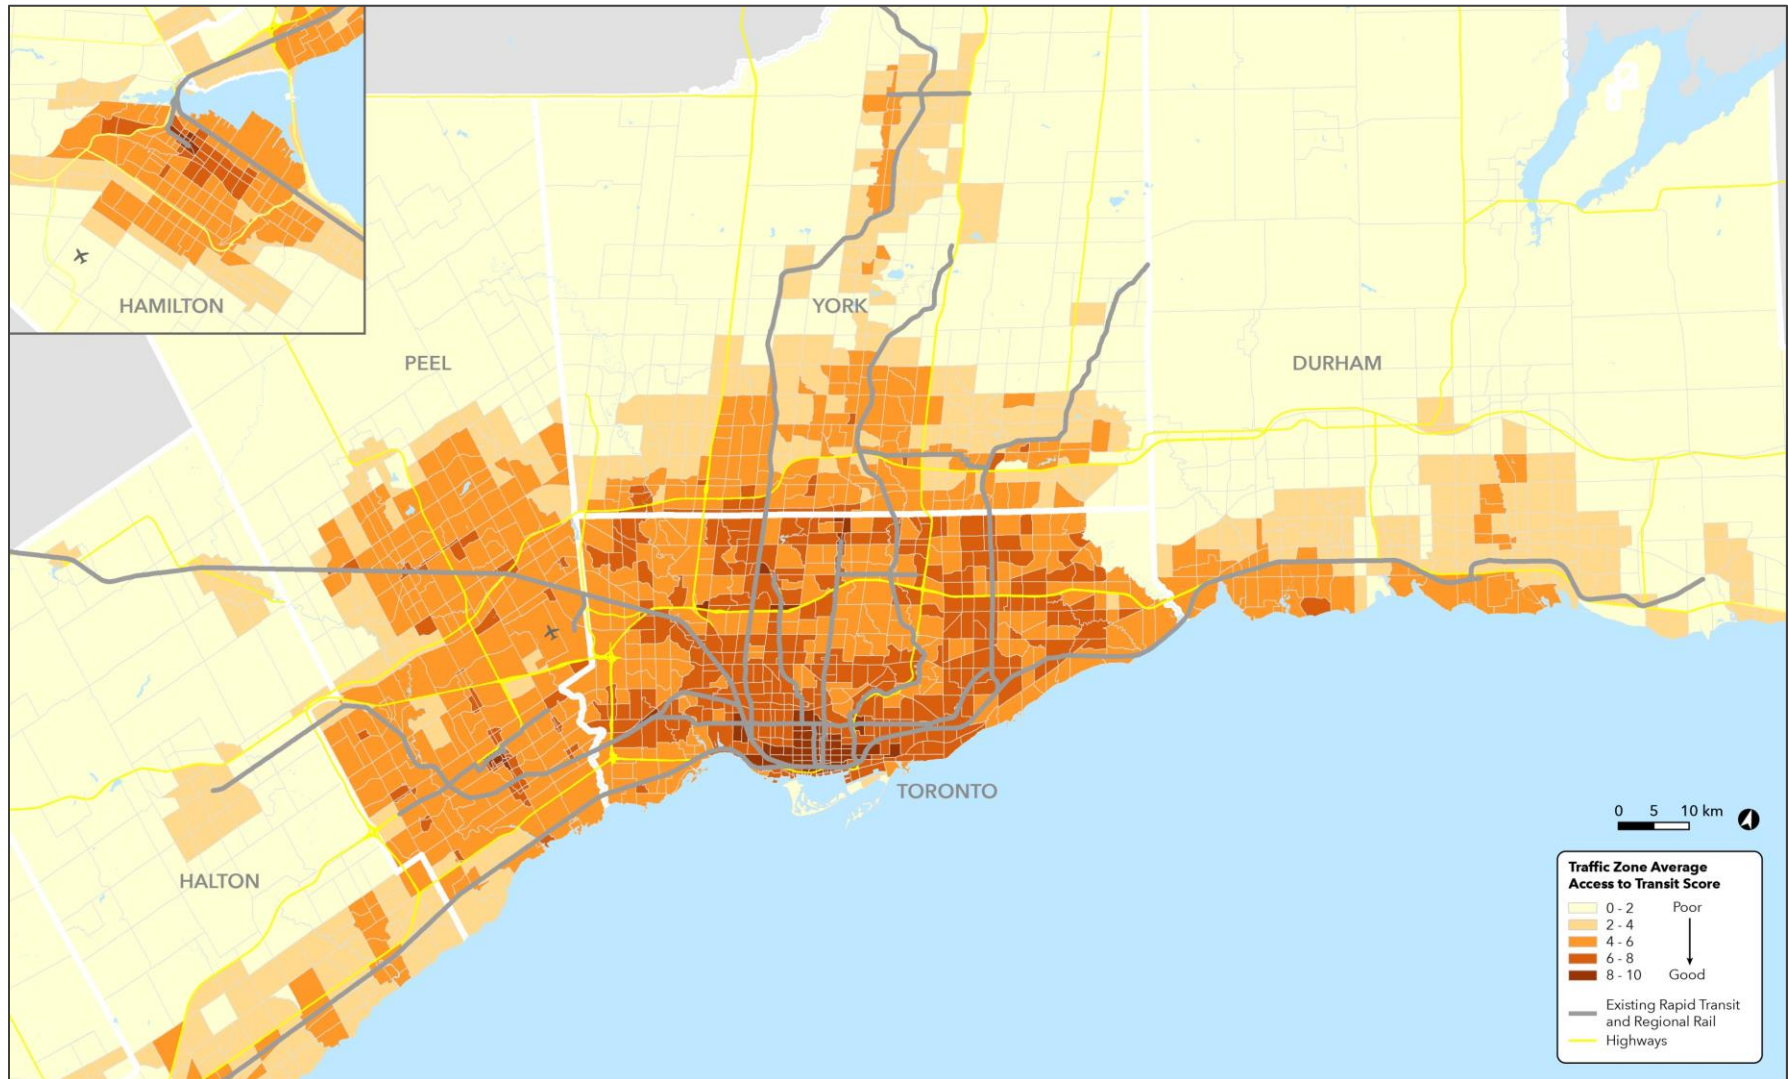 HAMILTON
PEEL
YORK
DURHAM
TORONTO
HALTON
0 5 10 km
Traffic Zone Average
Access to Transit Score
0 - 2 Poor
2 - 4
4 - 6
6 - 8
8 - 10 Good
Existing Rapid Transit
and Regional Rail
Highways